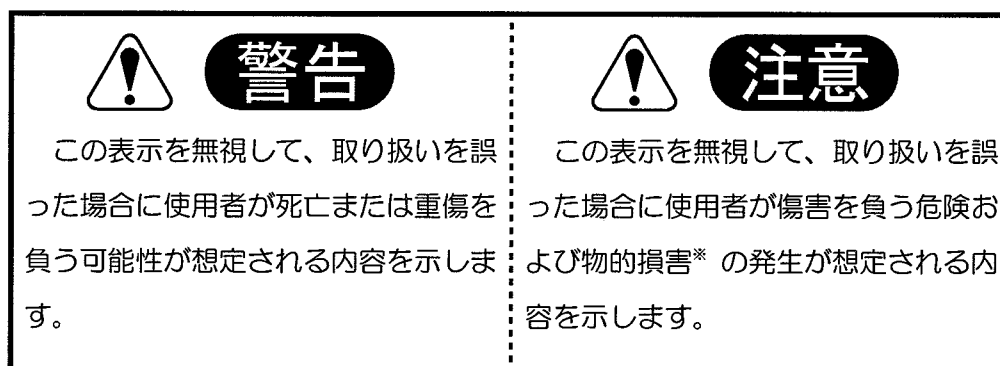 警告
この表示を無視して、取り扱いを誤
った場合に使用者が死亡または重傷を
負う可能性が想定される内容を示しま
す。
注意
この表示を無視して、取り扱いを誤
った場合に使用者が傷害を負う危険お
よび物的損害※ の発生が想定される内
容を示します。